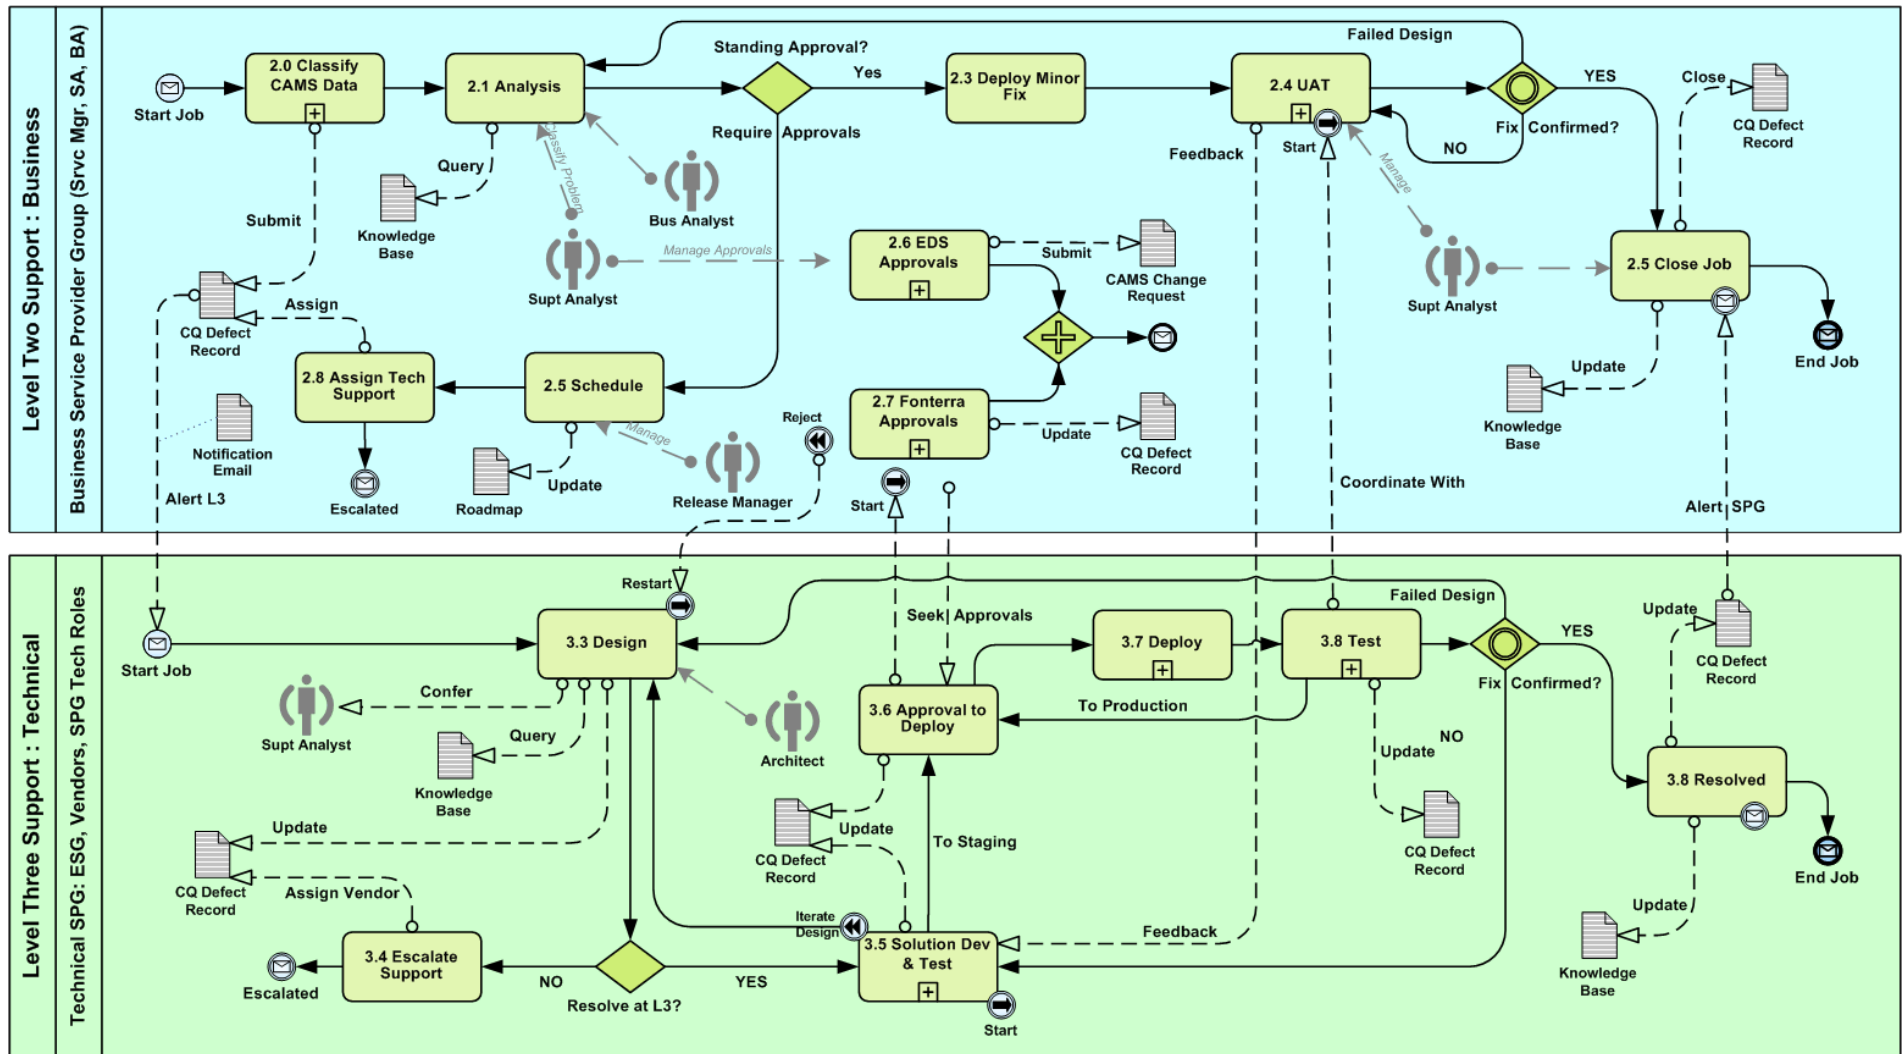 Level Two Support : Business
Business Service Provider Group (Srvc Mgr, SA, BA)
Start Job
2.0 Classify
CAMS Data
2.1 Analysis
Standing Approval?
Yes
Require Approvals
2.3 Deploy Minor
Fix
2.4 UAT
Start
Failed Design
YES
Fix Confirmed?
NO
Close
CQ Defect
Record
Feedback
Manage
Query
Knowledge
Base
Classify Problem
Bus Analyst
Supt Analyst
Manage Approvals
Submit
CQ Defect
Record
Assign
2.8 Assign Tech
Support
2.5 Schedule
Notification
Email
Alert L3
Escalated
Roadmap
Update
Manage
Release Manager
2.6 EDS
Approvals
Submit
CAMS Change
Request
2.7 Fonterra
Approvals
Update
CQ Defect
Record
Reject
Start
Coordinate With
Supt Analyst
2.5 Close Job
Update
Knowledge
Base
End Job
Alert SPG
Level Three Support : Technical
Technical SPG: ESG, Vendors, SPG Tech Roles
Start Job
Restart
3.3 Design
Confer
Supt Analyst
Query
Knowledge
Base
Update
CQ Defect
Record
Assign Vendor
3.4 Escalate
Support
Escalated
NO
Resolve at L3?
YES
Architect
Seek Approvals
3.6 Approval to
Deploy
3.7 Deploy
3.8 Test
To Production
Update
CQ Defect
Record
To Staging
Iterate
Design
3.5 Solution Dev
& Test
Start
Feedback
Failed Design
YES
Fix Confirmed?
NO
Update
CQ Defect
Record
Update
CQ Defect
Record
3.8 Resolved
Update
Knowledge
Base
End Job